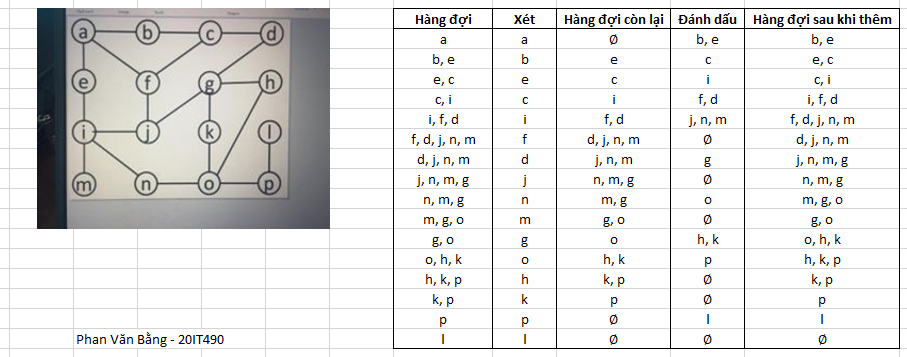 a b c d
e f g h
i j k l
m n o p
Phan Văn Bằng - 20IT490
Hàng đợi Xét Hàng đợi còn lại Đánh dấu Hàng đợi sau khi thêm
a a Ø b, e b, e
b, e b e c e, c
e, c e c i c, i
c, i c i f, d i, f, d
i, f, d i f, d j, n, m f, d, j, n, m
f, d, j, n, m f d, j, n, m Ø d, j, n, m
d, j, n, m d j, n, m g j, n, m, g
j, n, m, g j n, m, g Ø n, m, g
n, m, g n m, g o m, g, o
m, g, o m g, o Ø g, o
g, o g o h, k o, h, k
o, h, k o h, k p h, k, p
h, k, p h k, p Ø k, p
k, p k p Ø p
p p Ø l l
l l Ø Ø Ø